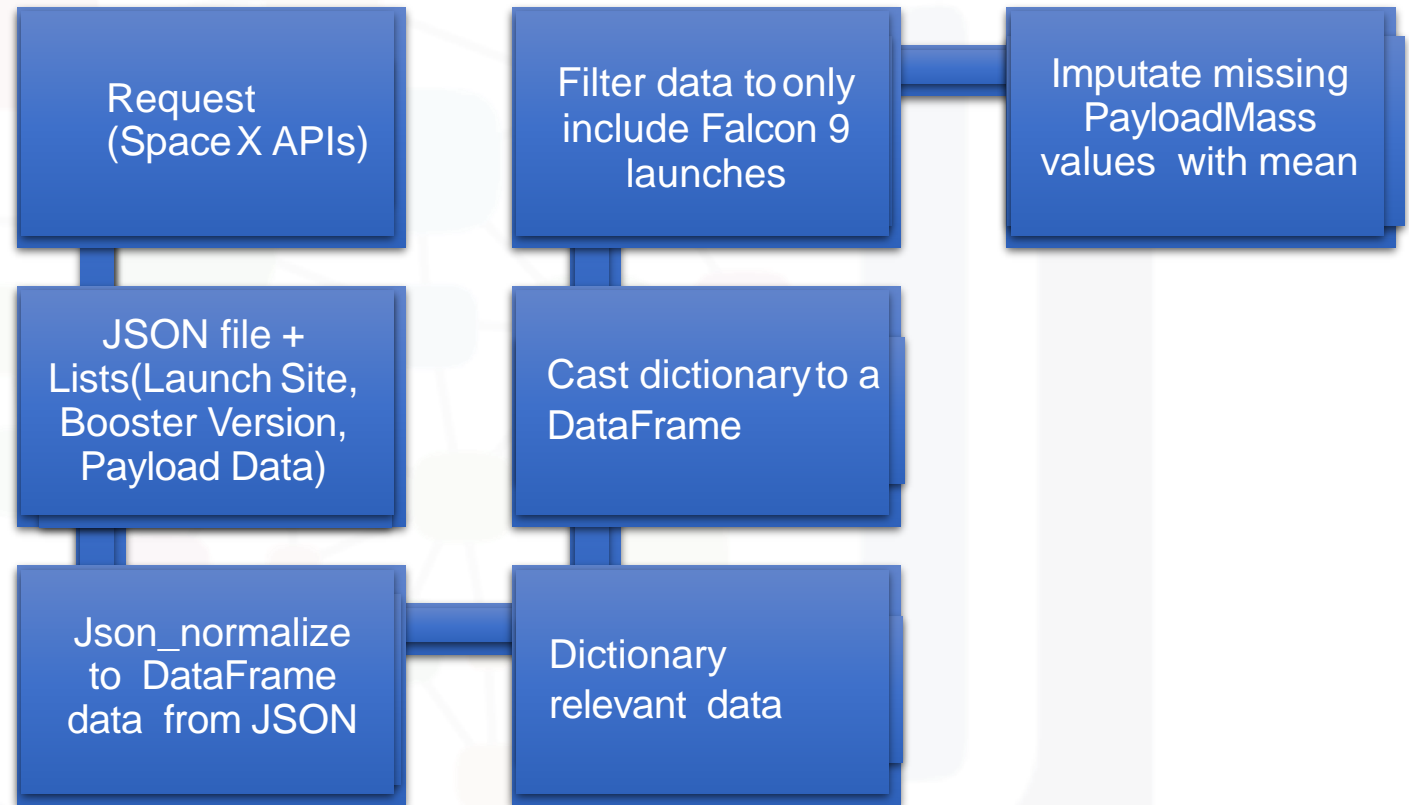 Request
(Space X APIs)
JSON file +
Lists(Launch Site,
Booster Version,
Payload Data)
Json_normalize
to DataFrame
data from JSON
Dictionary
relevant data
Cast dictionary to a
DataFrame
Filter data to only
include Falcon 9
launches
Imputate missing
PayloadMass
values with mean